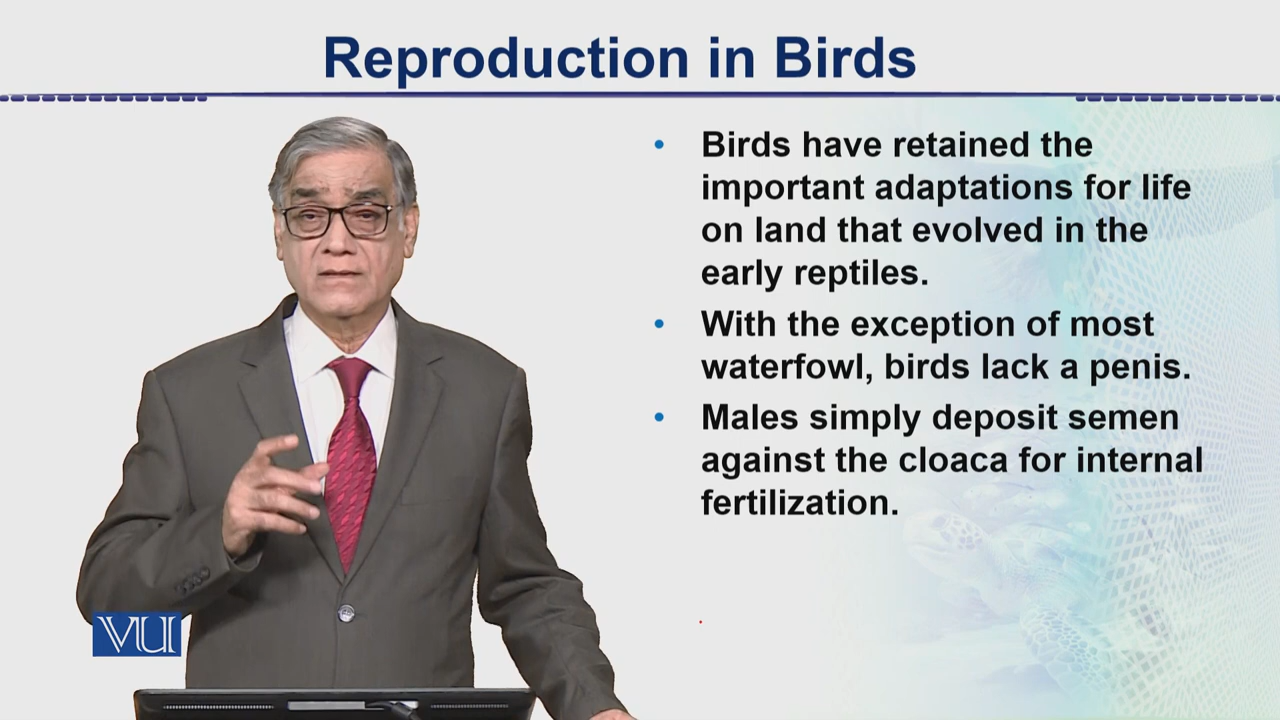 Reproduction in Birds
• Birds have retained the
important adaptations for life
on land that evolved in the
early reptiles.
• With the exception of most
waterfowl, birds lack a penis.
• Males simply deposit semen
against the cloaca for internal
fertilization.
VU